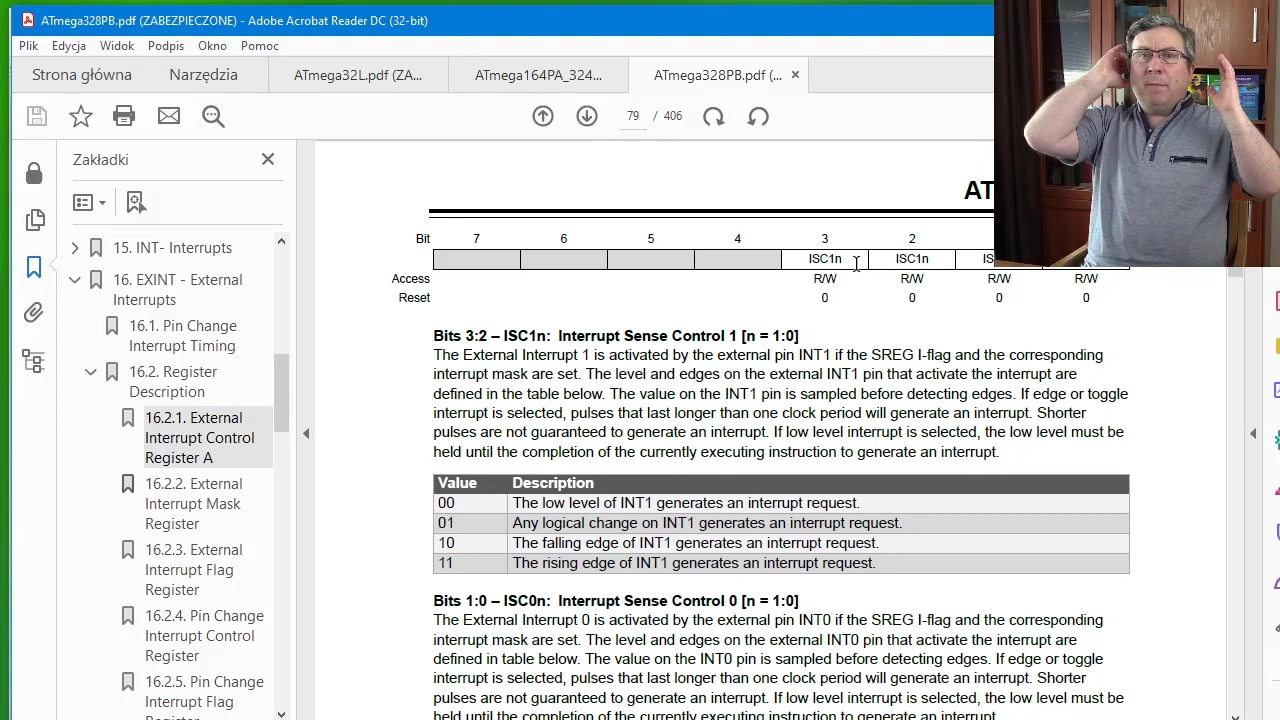 ATmega328PB.pdf (ZABEZPIECZONE) - Adobe Acrobat Reader DC (32-bit)
Plik Edycja Widok Podpis Okno Pomoc
Strona główna Narzędzia ATmega32L.pdf (ZA... ATmega164PA_324... ATmega328PB.pdf (... ×
79 / 406
Zakładki
15. INT- Interrupts
16. EXINT - External
Interrupts
16.1. Pin Change
Interrupt Timing
16.2. Register
Description
16.2.1. External
Interrupt Control
Register A
16.2.2. External
Interrupt Mask
Register
16.2.3. External
Interrupt Flag
Register
16.2.4. Pin Change
Interrupt Control
Register
16.2.5. Pin Change
Interrupt Flag
Register
AT
Bit 7 6 5 4 3 2
ISC1n ISC1n IS
Access R/W R/W R/W R/W
Reset 0 0 0 0
Bits 3:2 – ISC1n: Interrupt Sense Control 1 [n = 1:0]
The External Interrupt 1 is activated by the external pin INT1 if the SREG I-flag and the corresponding
interrupt mask are set. The level and edges on the external INT1 pin that activate the interrupt are
defined in the table below. The value on the INT1 pin is sampled before detecting edges. If edge or toggle
interrupt is selected, pulses that last longer than one clock period will generate an interrupt. Shorter
pulses are not guaranteed to generate an interrupt. If low level interrupt is selected, the low level must be
held until the completion of the currently executing instruction to generate an interrupt.
Value Description
00 The low level of INT1 generates an interrupt request.
01 Any logical change on INT1 generates an interrupt request.
10 The falling edge of INT1 generates an interrupt request.
11 The rising edge of INT1 generates an interrupt request.
Bits 1:0 – ISC0n: Interrupt Sense Control 0 [n = 1:0]
The External Interrupt 0 is activated by the external pin INT0 if the SREG I-flag and the corresponding
interrupt mask are set. The level and edges on the external INT0 pin that activate the interrupt are
defined in table below. The value on the INT0 pin is sampled before detecting edges. If edge or toggle
interrupt is selected, pulses that last longer than one clock period will generate an interrupt. Shorter
pulses are not guaranteed to generate an interrupt. If low level interrupt is selected, the low level must be
held until the completion of the currently executing instruction to generate an interrupt.